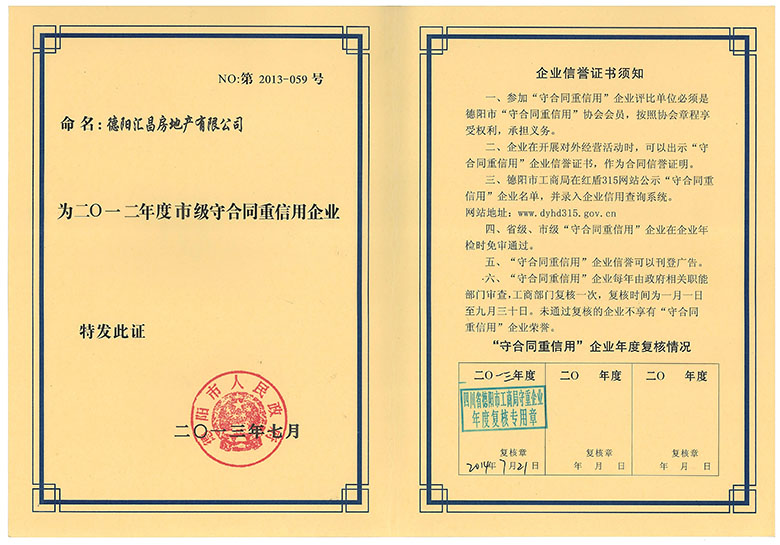 NO:第 2013-059 号
命 名：德阳汇昌房地产有限公司
为二〇一二年度市级守合同重信用企业
特发此证
德阳市人民政府
二〇一三年七月
企业信誉证书须知
一、参加“守合同重信用”企业评比单位必须是
德阳市“守合同重信用”协会会员，按照协会章程享
受权利，承担义务。
二、企业在开展对外经营活动时，可以出示“守
合同重信用”企业信誉证书，作为合同信誉证明。
三、德阳市工商局在红盾315网站公示“守合同重
信用”企业名单，并录入企业信用查询系统。
网站地址：www.dyhd315.gov.cn
四、省级、市级“守合同重信用”企业在企业年
检时免审通过。
五、“守合同重信用”企业信誉可以刊登广告。
六、“守合同重信用”企业每年由政府相关职能
部门审查，工商部门复核一次，复核时间为一月一日
至九月三十日。未通过复核的企业不享有“守合同
重信用”企业荣誉。
“守合同重信用”企业年度复核情况
二〇一三年度 二〇 年度 二〇 年度
四川省德阳市工商局守重企业
年度复核专用章
复核章 复核章 复核章
2014年7月21日 年 月 日 年 月 日